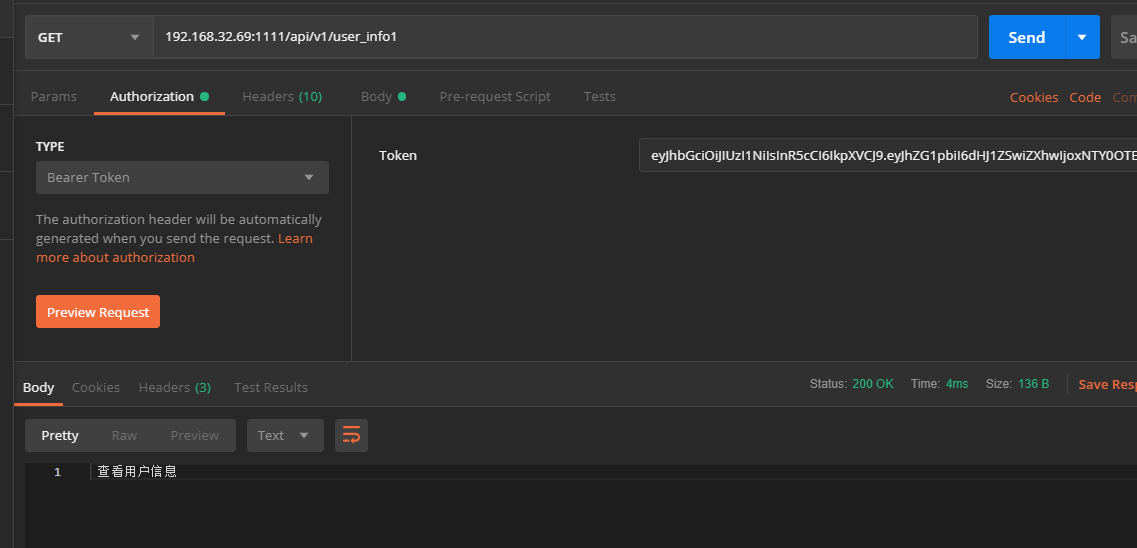 GET 192.168.32.69:1111/api/v1/user_info1 Send Sa
Params Authorization Headers (10) Body Pre-request Script Tests Cookies Code Com
TYPE
Bearer Token
The authorization header will be automatically
generated when you send the request. Learn
more about authorization
Preview Request
Token eyJhbGciOiJIUzI1NiIsInR5cCI6IkpXVCJ9.eyJhZG1pbiI6dHJ1ZSwiZXhwIjoxNTY0OTE
Body Cookies Headers (3) Test Results Status: 200 OK Time: 4ms Size: 136 B Save Resp
Pretty Raw Preview Text
1 查看用户信息